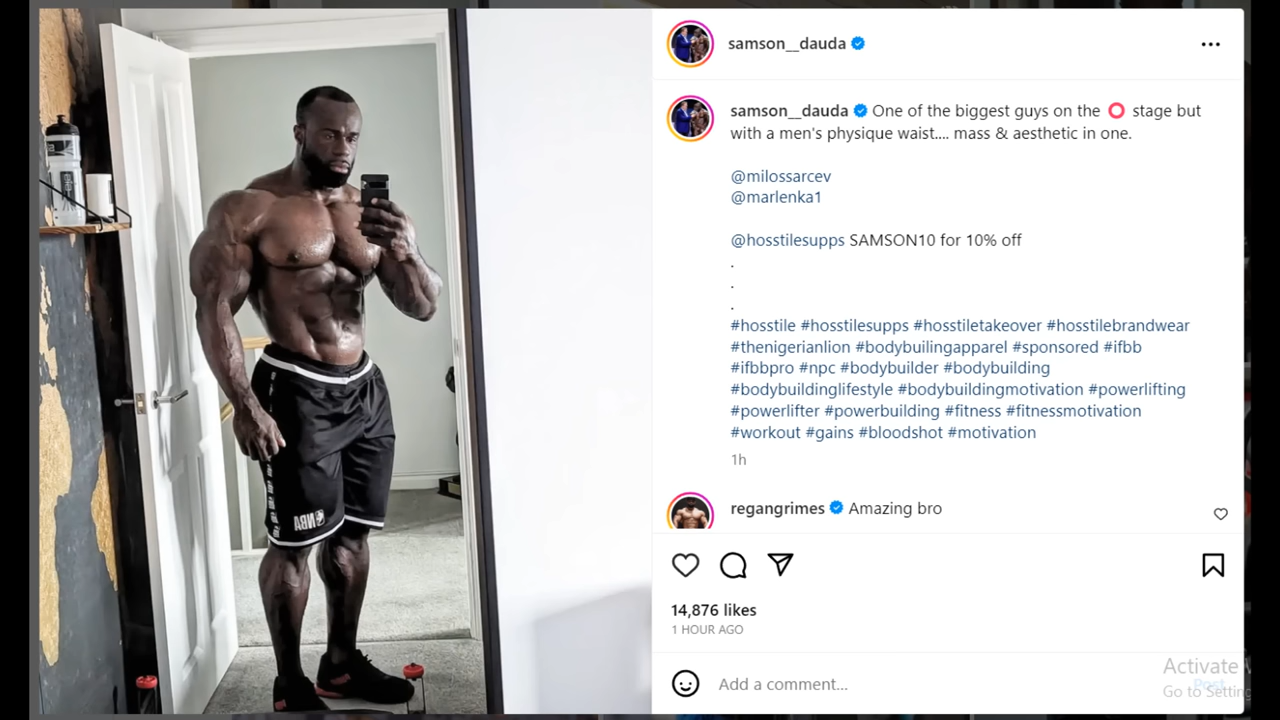 samson__dauda
samson__dauda One of the biggest guys on the ⭕ stage but
with a men's physique waist.... mass & aesthetic in one.
@milossarcev
@marlenka1
@hosstilesupps SAMSON10 for 10% off
.
.
.
#hosstile #hosstilesupps #hosstiletakeover #hosstilebrandwear
#thenigerianlion #bodybuilingapparel #sponsored #ifbb
#ifbbpro #npc #bodybuilder #bodybuilding
#bodybuildinglifestyle #bodybuildingmotivation #powerlifting
#powerlifter #powerbuilding #fitness #fitnessmotivation
#workout #gains #bloodshot #motivation
1h
regangrimes Amazing bro
14,876 likes
1 HOUR AGO
Add a comment...
Post
Activate
Go to Settin
NBA